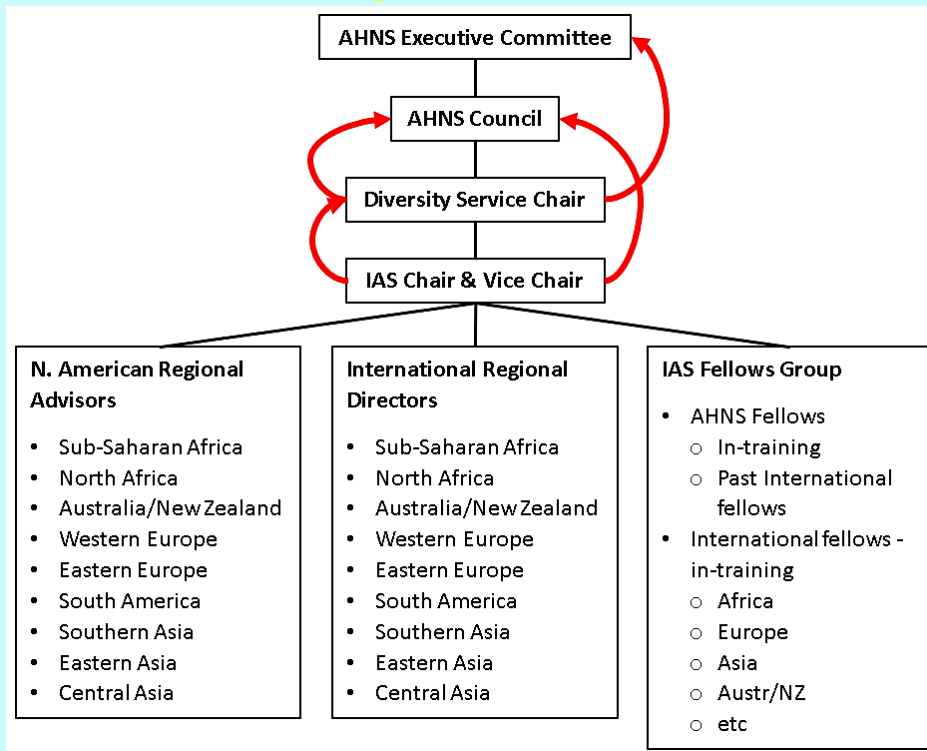 AHNS Executive Committee
AHNS Council
Diversity Service Chair
IAS Chair & Vice Chair
N. American Regional
Advisors
• Sub-Saharan Africa
• North Africa
• Australia/New Zealand
• Western Europe
• Eastern Europe
• South America
• Southern Asia
• Eastern Asia
• Central Asia
International Regional
Directors
• Sub-Saharan Africa
• North Africa
• Australia/New Zealand
• Western Europe
• Eastern Europe
• South America
• Southern Asia
• Eastern Asia
• Central Asia
IAS Fellows Group
• AHNS Fellows
○ In-training
○ Past International
fellows
• International fellows -
in-training
○ Africa
○ Europe
○ Asia
○ Austr/NZ
○ etc